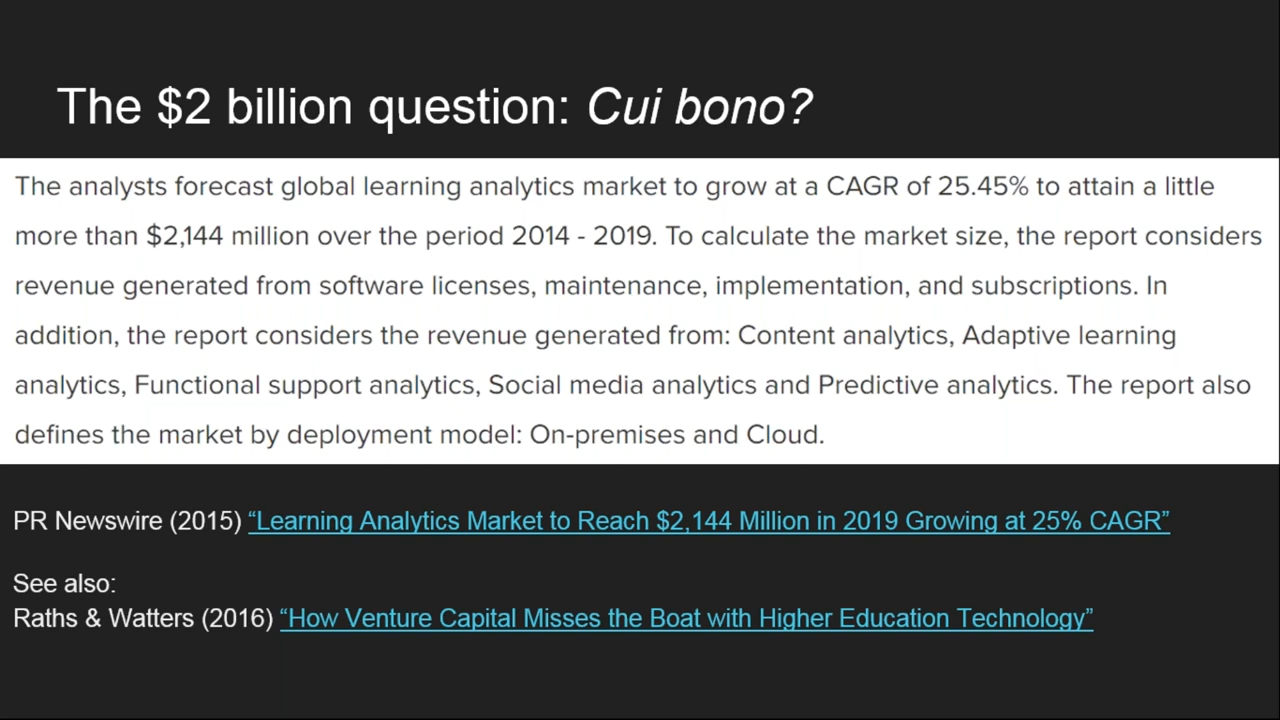 The $2 billion question: Cui bono?
The analysts forecast global learning analytics market to grow at a CAGR of 25.45% to attain a little
more than $2,144 million over the period 2014 - 2019. To calculate the market size, the report considers
revenue generated from software licenses, maintenance, implementation, and subscriptions. In
addition, the report considers the revenue generated from: Content analytics, Adaptive learning
analytics, Functional support analytics, Social media analytics and Predictive analytics. The report also
defines the market by deployment model: On-premises and Cloud.
PR Newswire (2015) “Learning Analytics Market to Reach $2,144 Million in 2019 Growing at 25% CAGR”
See also:
Raths & Watters (2016) “How Venture Capital Misses the Boat with Higher Education Technology”